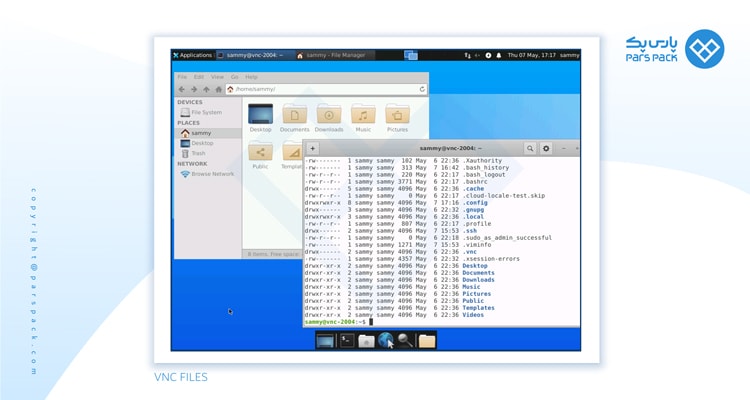 پارس پک
PARS PACK
Applications
sammy@vnc-2004: ~
sammy - File Manager
Thu 07 May, 17:17
sammy
File Edit View Go Help
/home/sammy/
DEVICES
File System
PLACES
sammy
Desktop
Trash
NETWORK
Browse Network
Desktop
Documents
Downloads
Music
Pictures
Public
8 items, Free space
sammy@vnc-2004: ~
-rw------- 1 sammy sammy 102 May 6 22:36 .Xauthority
-rw------- 1 sammy sammy 313 May 7 16:42 .bash_history
-rw-r--r-- 1 sammy sammy 220 May 6 22:17 .bash_logout
-rw-r--r-- 1 sammy sammy 3771 May 6 22:17 .bashrc
drwx------ 5 sammy sammy 4096 May 6 22:36 .cache
-rw-r--r-- 1 sammy sammy 0 May 6 22:17 .cloud-locale-test.skip
drwxrwxr-x 8 sammy sammy 4096 May 7 17:16 .config
drwx------ 3 sammy sammy 4096 May 6 22:32 .gnupg
drwxrwxr-x 3 sammy sammy 4096 May 6 22:36 .local
-rw-r--r-- 1 sammy sammy 807 May 6 22:17 .profile
drwx------ 2 sammy sammy 4096 May 7 15:53 .ssh
-rw-r--r-- 1 sammy sammy 0 May 6 22:18 .sudo_as_admin_successful
-rw------- 1 sammy sammy 1271 May 7 15:53 .viminfo
drwx------ 2 sammy sammy 4096 May 6 22:36 .vnc
-rw------- 1 sammy sammy 4357 May 6 22:32 .xsession-errors
drwxr-xr-x 2 sammy sammy 4096 May 6 22:36 Desktop
drwxr-xr-x 2 sammy sammy 4096 May 6 22:36 Documents
drwxr-xr-x 2 sammy sammy 4096 May 6 22:36 Downloads
drwxr-xr-x 2 sammy sammy 4096 May 6 22:36 Music
drwxr-xr-x 2 sammy sammy 4096 May 6 22:36 Pictures
drwxr-xr-x 2 sammy sammy 4096 May 6 22:36 Public
drwxr-xr-x 2 sammy sammy 4096 May 6 22:36 Templates
drwxr-xr-x 2 sammy sammy 4096 May 6 22:36 Videos
sammy@vnc-2004:~$
copyright@parspack.com
VNC FILES